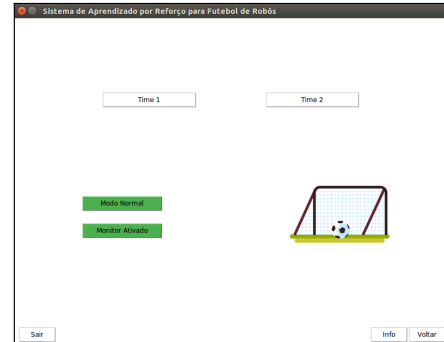 Sistema de Aprendizado por Reforço para Futebol de Robôs
Time 1
Time 2
Modo Normal
Monitor Ativado
Sair
Info
Voltar